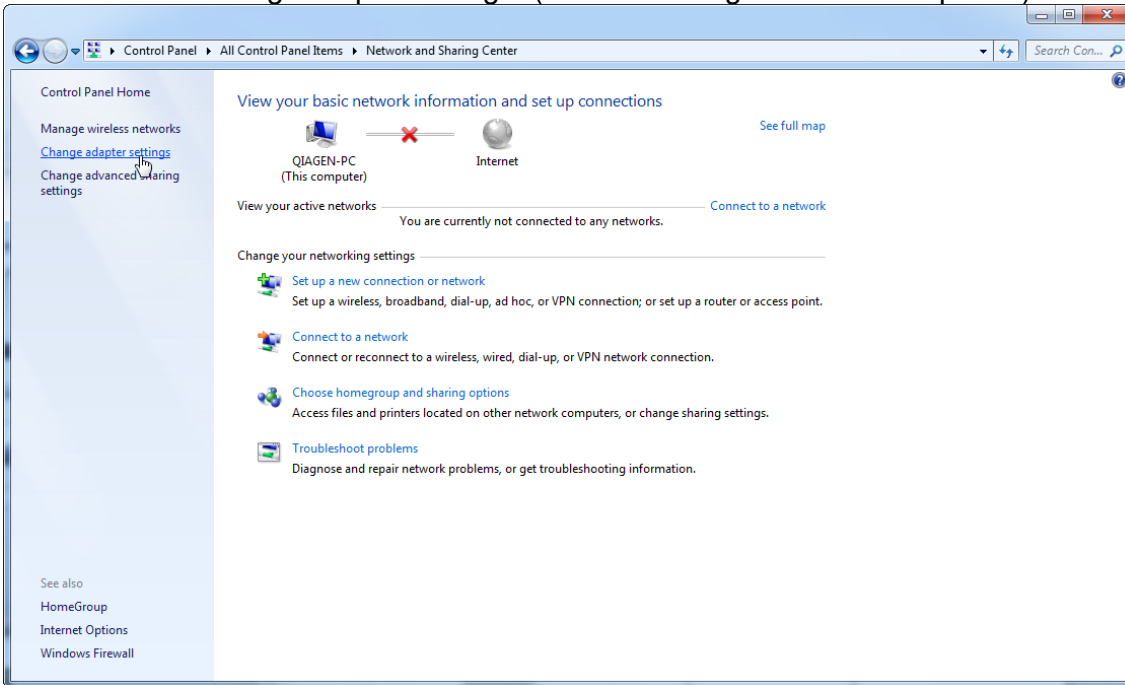 Control Panel ▸ All Control Panel Items ▸ Network and Sharing Center
Search Con...
Control Panel Home
Manage wireless networks
Change adapter settings
Change advanced sharing
settings
See also
HomeGroup
Internet Options
Windows Firewall
View your basic network information and set up connections
See full map
QIAGEN-PC
(This computer)
Internet
View your active networks
Connect to a network
You are currently not connected to any networks.
Change your networking settings
Set up a new connection or network
Set up a wireless, broadband, dial-up, ad hoc, or VPN connection; or set up a router or access point.
Connect to a network
Connect or reconnect to a wireless, wired, dial-up, or VPN network connection.
Choose homegroup and sharing options
Access files and printers located on other network computers, or change sharing settings.
Troubleshoot problems
Diagnose and repair network problems, or get troubleshooting information.